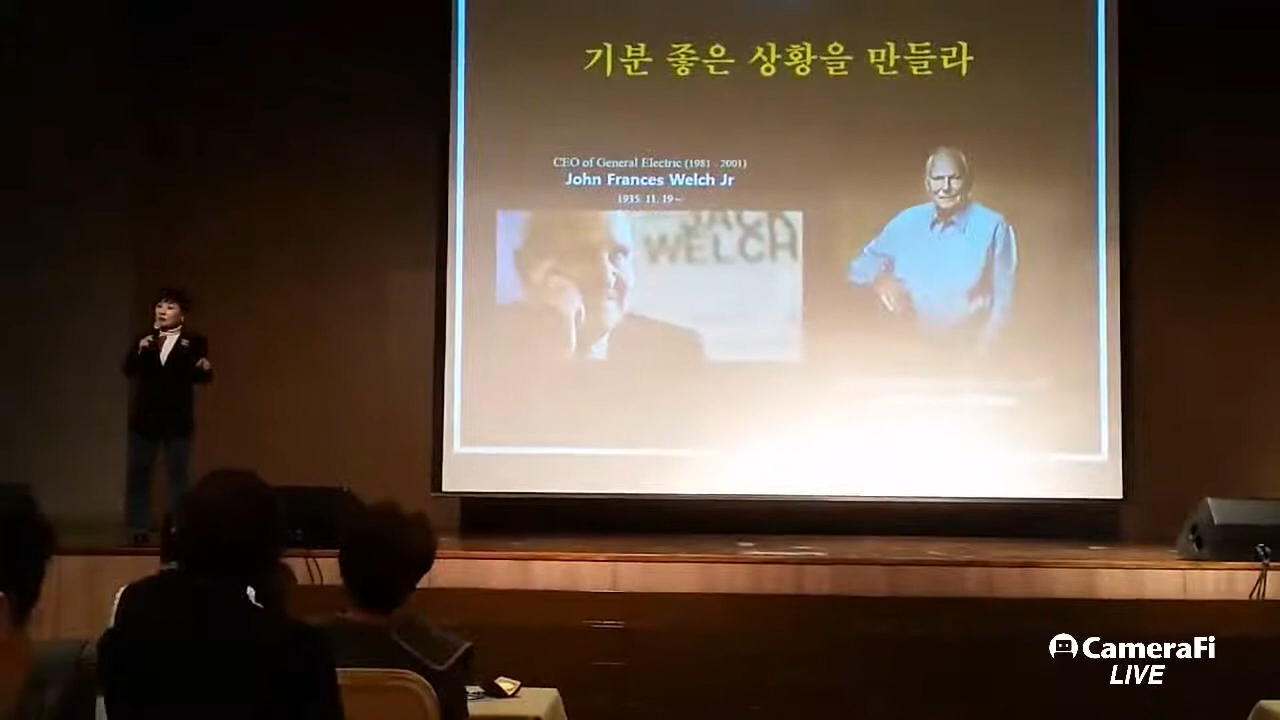 기분 좋은 상황을 만들라
CEO of General Electric (1981 - 2001)
John Frances Welch Jr
1935. 11. 19~
JACK
WELCH
CameraFi
LIVE